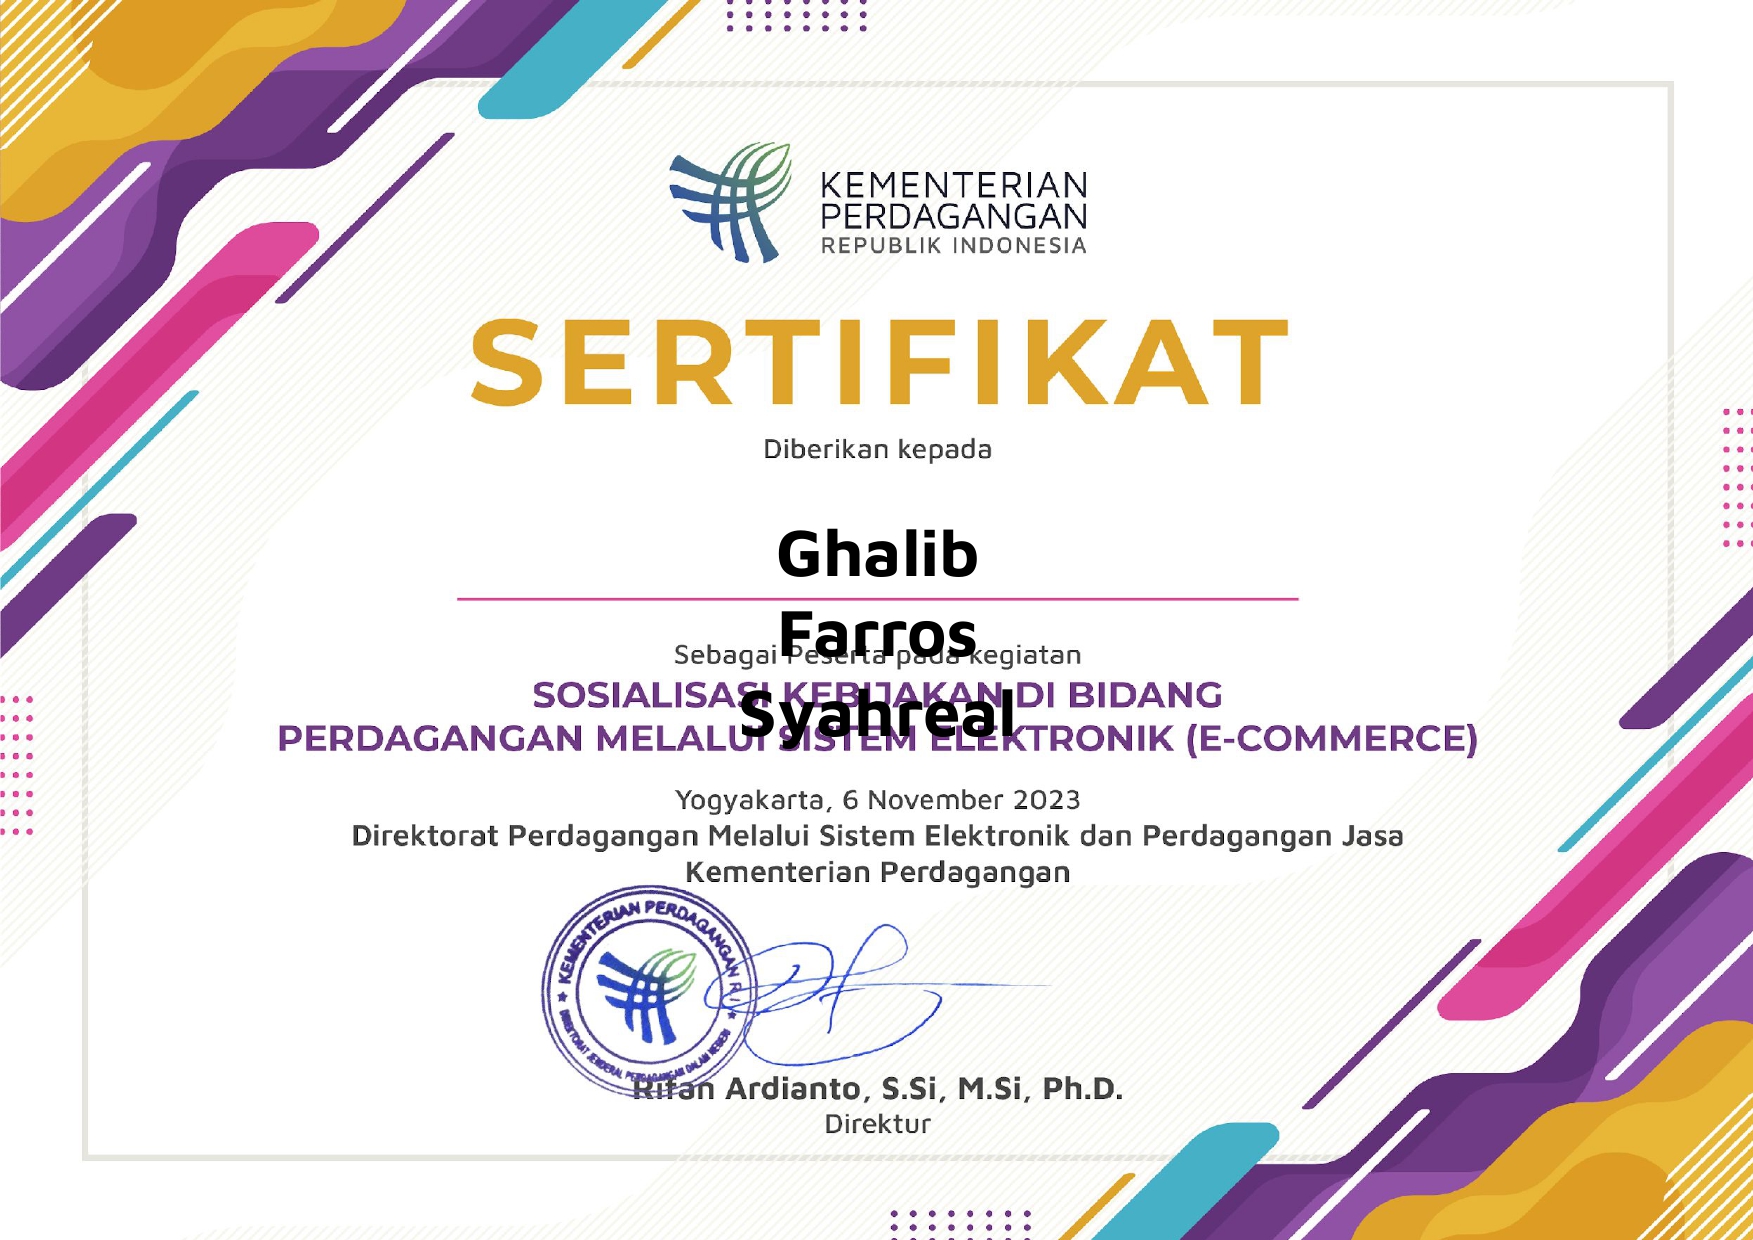 KEMENTERIAN
PERDAGANGAN
REPUBLIK INDONESIA
SERTIFIKAT
Diberikan kepada
Ghalib
Farros
Syahreal
Sebagai Peserta pada kegiatan
SOSIALISASI KEBIJAKAN DI BIDANG
PERDAGANGAN MELALUI SISTEM ELEKTRONIK (E-COMMERCE)
Yogyakarta, 6 November 2023
Direktorat Perdagangan Melalui Sistem Elektronik dan Perdagangan Jasa
Kementerian Perdagangan
★ KEMENTERIAN PERDAGANGAN R.I ★
DIREKTORAT JENDERAL PERDAGANGAN DALAM NEGERI
Rifan Ardianto, S.Si, M.Si, Ph.D.
Direktur